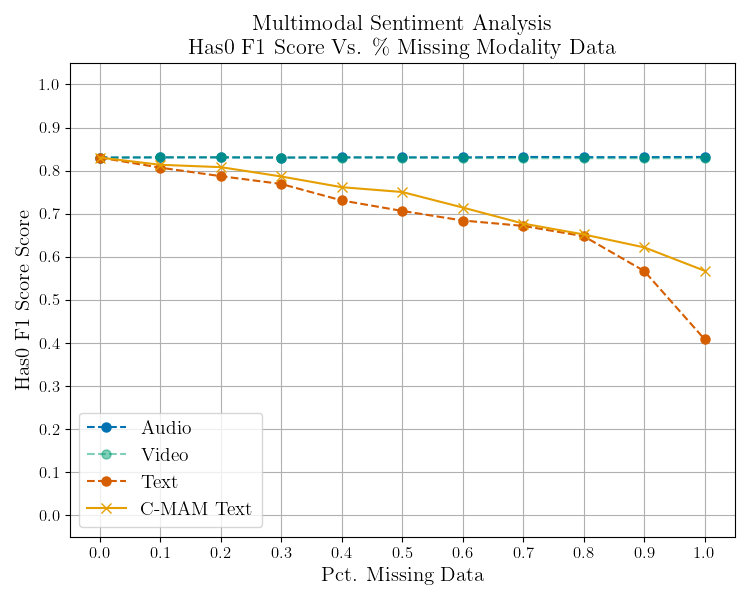 Multimodal Sentiment Analysis
Has0 F1 Score Vs. % Missing Modality Data
Has0 F1 Score Score
1.0
0.9
0.8
0.7
0.6
0.5
0.4
0.3
0.2
0.1
0.0
Audio
Video
Text
C-MAM Text
0.0 0.1 0.2 0.3 0.4 0.5 0.6 0.7 0.8 0.9 1.0
Pct. Missing Data